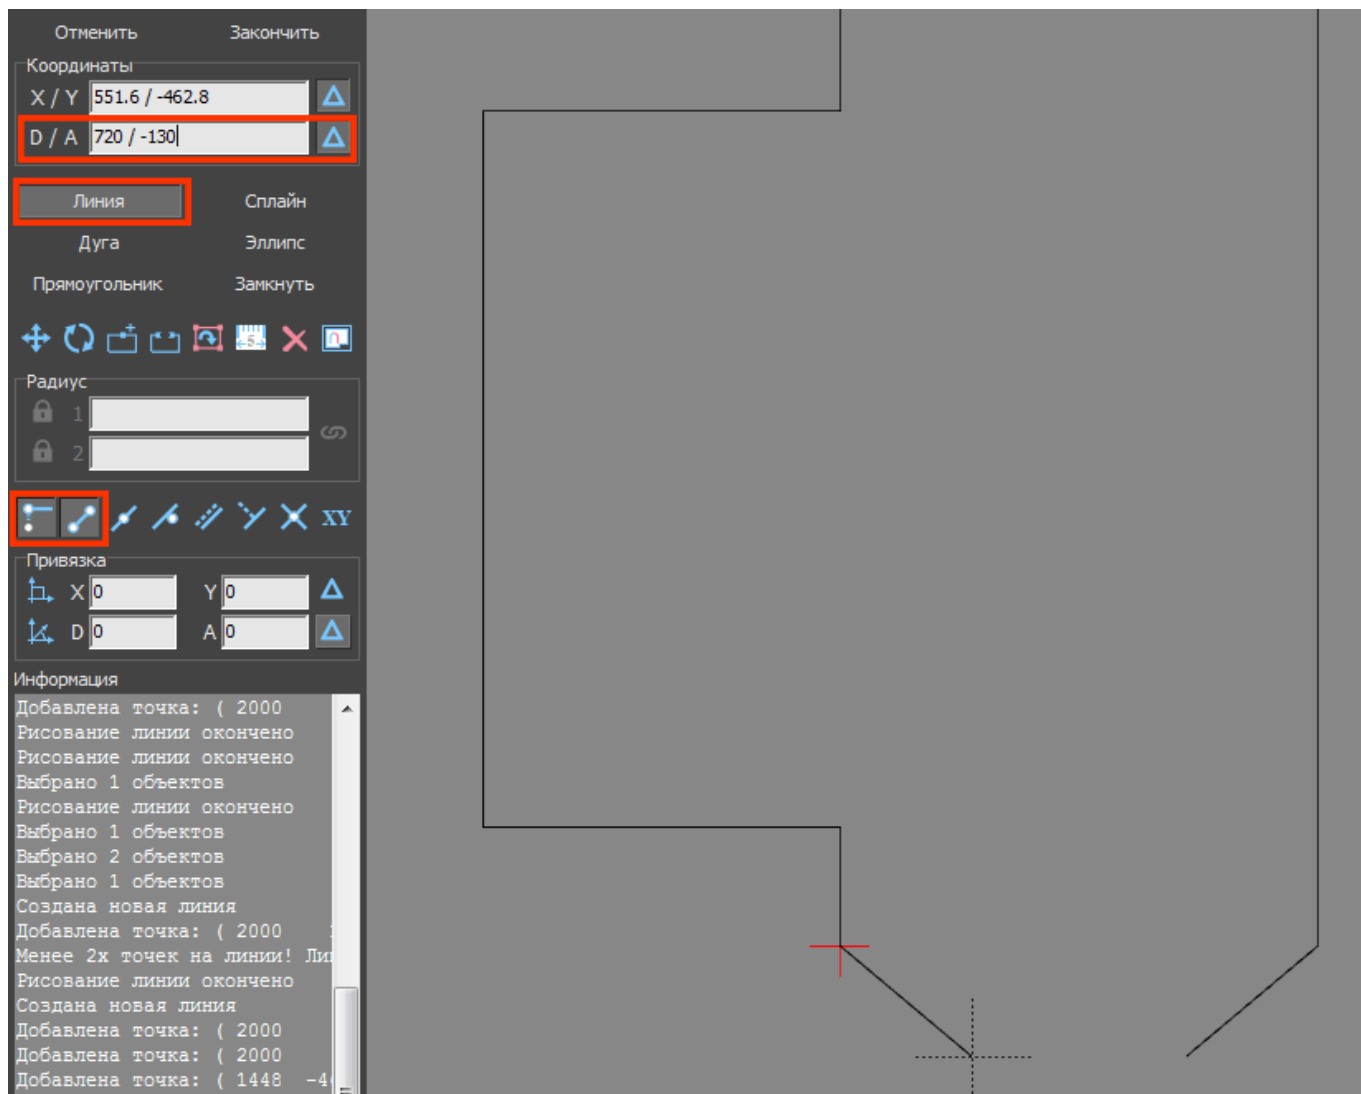 Отменить Закончить
Координаты
X / Y 551.6 / -462.8
D / A 720 / -130
Линия Сплайн
Дуга Эллипс
Прямоугольник Замкнуть
5
Радиус
1
2
XY
Привязка
X 0 Y 0
D 0 A 0
Информация
Добавлена точка: ( 2000
Рисование линии окончено
Рисование линии окончено
Выбрано 1 объектов
Рисование линии окончено
Выбрано 1 объектов
Выбрано 2 объектов
Выбрано 1 объектов
Создана новая линия
Добавлена точка: ( 2000
Менее 2х точек на линии!
Рисование линии окончено
Создана новая линия
Добавлена точка: ( 2000
Добавлена точка: ( 2000
Добавлена точка: ( 1448